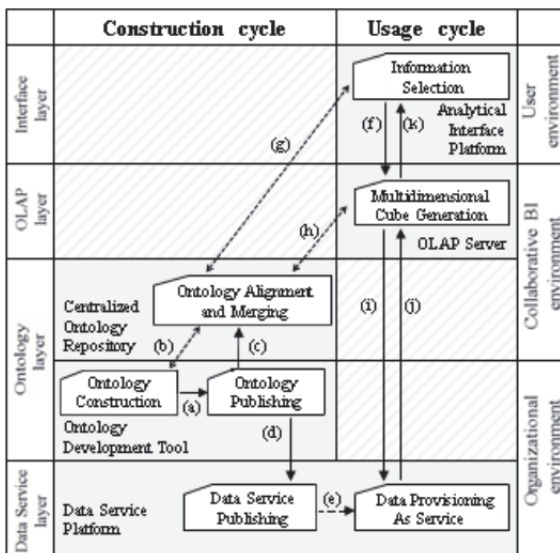 Construction cycle
Usage cycle
Interface
layer
Information
Selection
(g)
(f)
(k)
Analytical
Interface
Platform
User
environment
OLAP
layer
Multidimensional
Cube Generation
(h)
OLAP Server
Collaborative BI
environment
Ontology
layer
Ontology Alignment
and Merging
Centralized
Ontology
Repository
(b)
(c)
(i)
(j)
Ontology
Construction
(a)
Ontology
Publishing
Ontology
Development Tool
(d)
Organizational
environment
Data Service
layer
Data Service
Platform
Data Service
Publishing
(e)
Data Provisioning
As Service